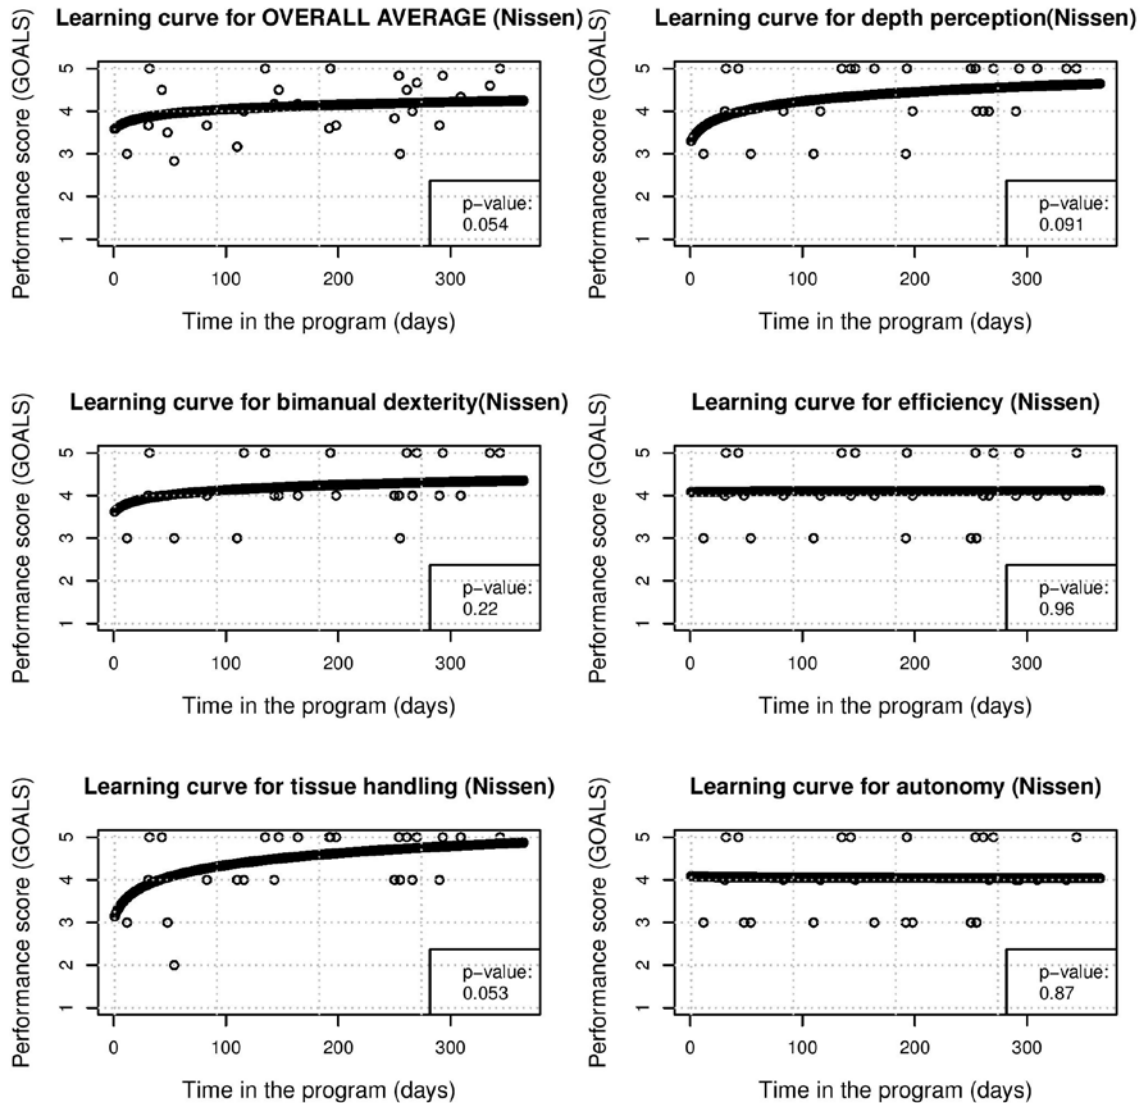 Learning curve for OVERALL AVERAGE (Nissen)
Performance score (GOALS)
5
4
3
2
1
p-value:
0.054
0 100 200 300
Time in the program (days)
Learning curve for depth perception(Nissen)
Performance score (GOALS)
5
4
3
2
1
p-value:
0.091
0 100 200 300
Time in the program (days)
Learning curve for bimanual dexterity(Nissen)
Performance score (GOALS)
5
4
3
2
1
p-value:
0.22
0 100 200 300
Time in the program (days)
Learning curve for efficiency (Nissen)
Performance score (GOALS)
5
4
3
2
1
p-value:
0.96
0 100 200 300
Time in the program (days)
Learning curve for tissue handling (Nissen)
Performance score (GOALS)
5
4
3
2
1
p-value:
0.053
0 100 200 300
Time in the program (days)
Learning curve for autonomy (Nissen)
Performance score (GOALS)
5
4
3
2
1
p-value:
0.87
0 100 200 300
Time in the program (days)